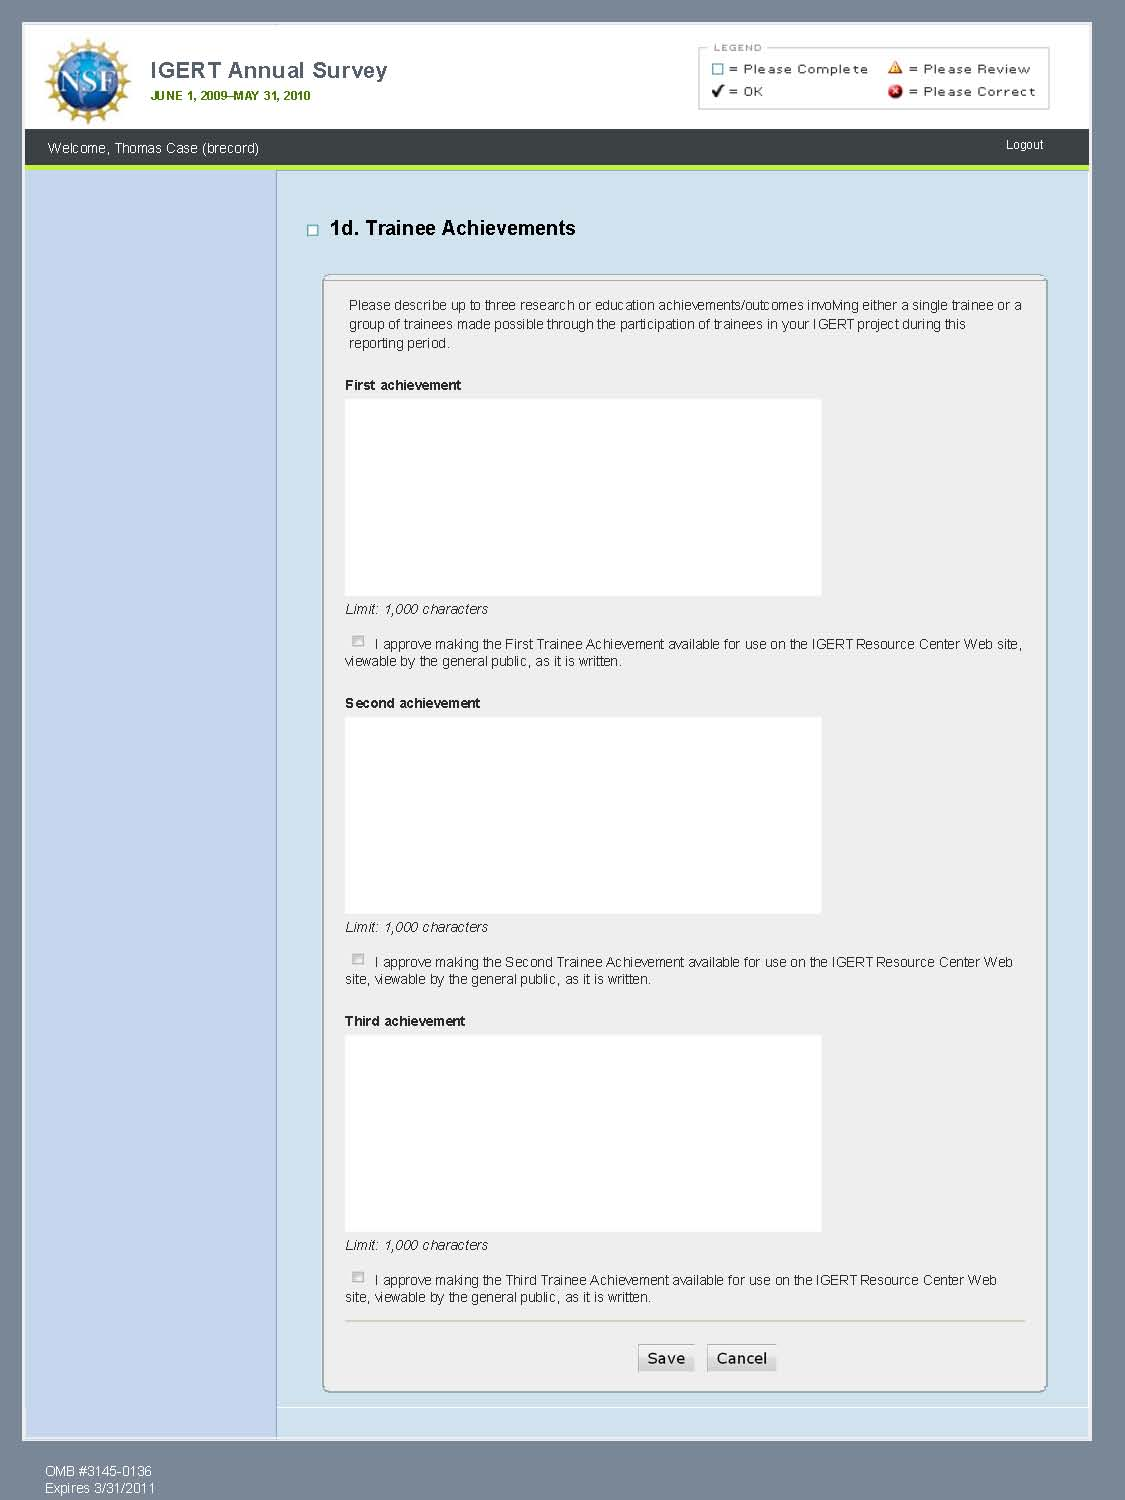 NSF
IGERT Annual Survey
JUNE 1, 2009–MAY 31, 2010
LEGEND
= Please Complete
= Please Review
= OK
= Please Correct
Welcome, Thomas Case (brecord)
Logout
1d. Trainee Achievements
Please describe up to three research or education achievements/outcomes involving either a single trainee or a
group of trainees made possible through the participation of trainees in your IGERT project during this
reporting period.
First achievement
Limit: 1,000 characters
I approve making the First Trainee Achievement available for use on the IGERT Resource Center Web site,
viewable by the general public, as it is written.
Second achievement
Limit: 1,000 characters
I approve making the Second Trainee Achievement available for use on the IGERT Resource Center Web
site, viewable by the general public, as it is written.
Third achievement
Limit: 1,000 characters
I approve making the Third Trainee Achievement available for use on the IGERT Resource Center Web
site, viewable by the general public, as it is written.
Save
Cancel
OMB #3145-0136
Expires 3/31/2011